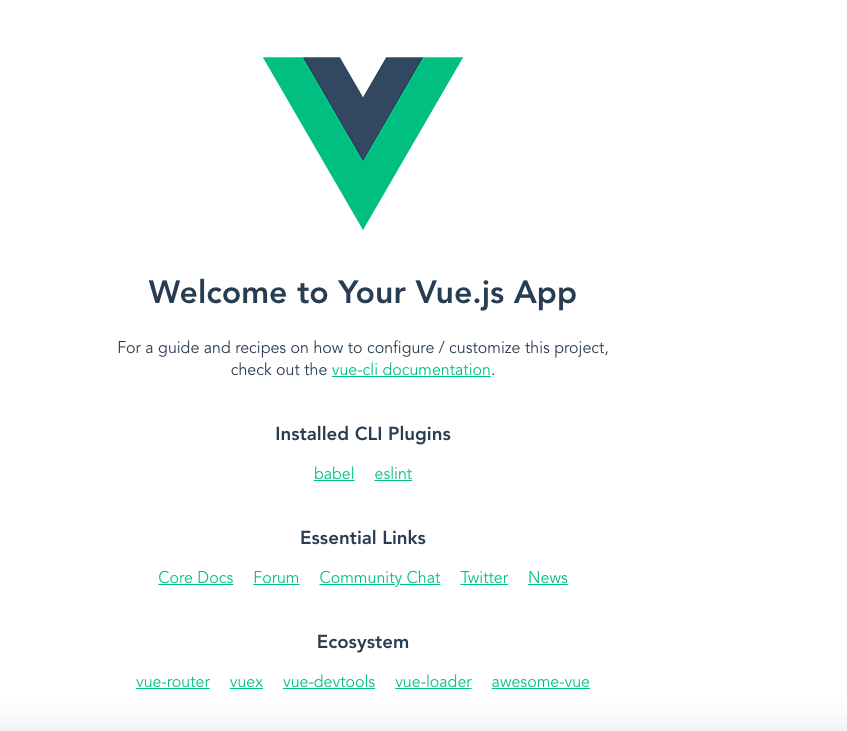 Welcome to Your Vue.js App
For a guide and recipes on how to configure / customize this project,
check out the vue-cli documentation.
Installed CLI Plugins
babel eslint
Essential Links
Core Docs Forum Community Chat Twitter News
Ecosystem
vue-router vuex vue-devtools vue-loader awesome-vue